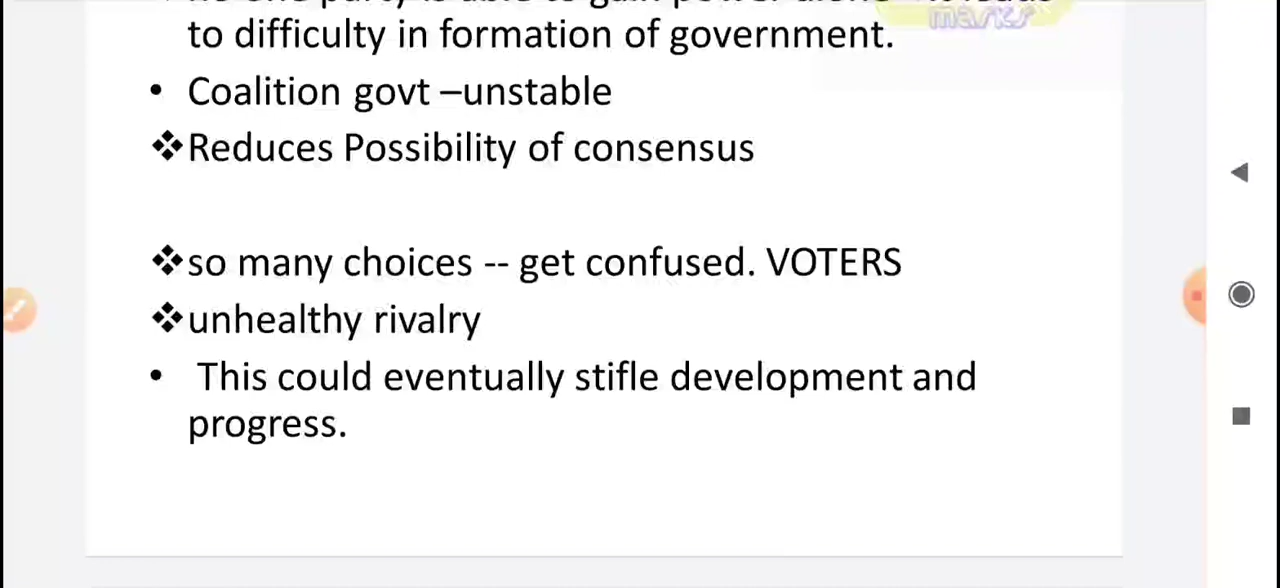 to difficulty in formation of government.
marks
• Coalition govt –unstable
❖Reduces Possibility of consensus
❖so many choices -- get confused. VOTERS
❖unhealthy rivalry
• This could eventually stifle development and
progress.